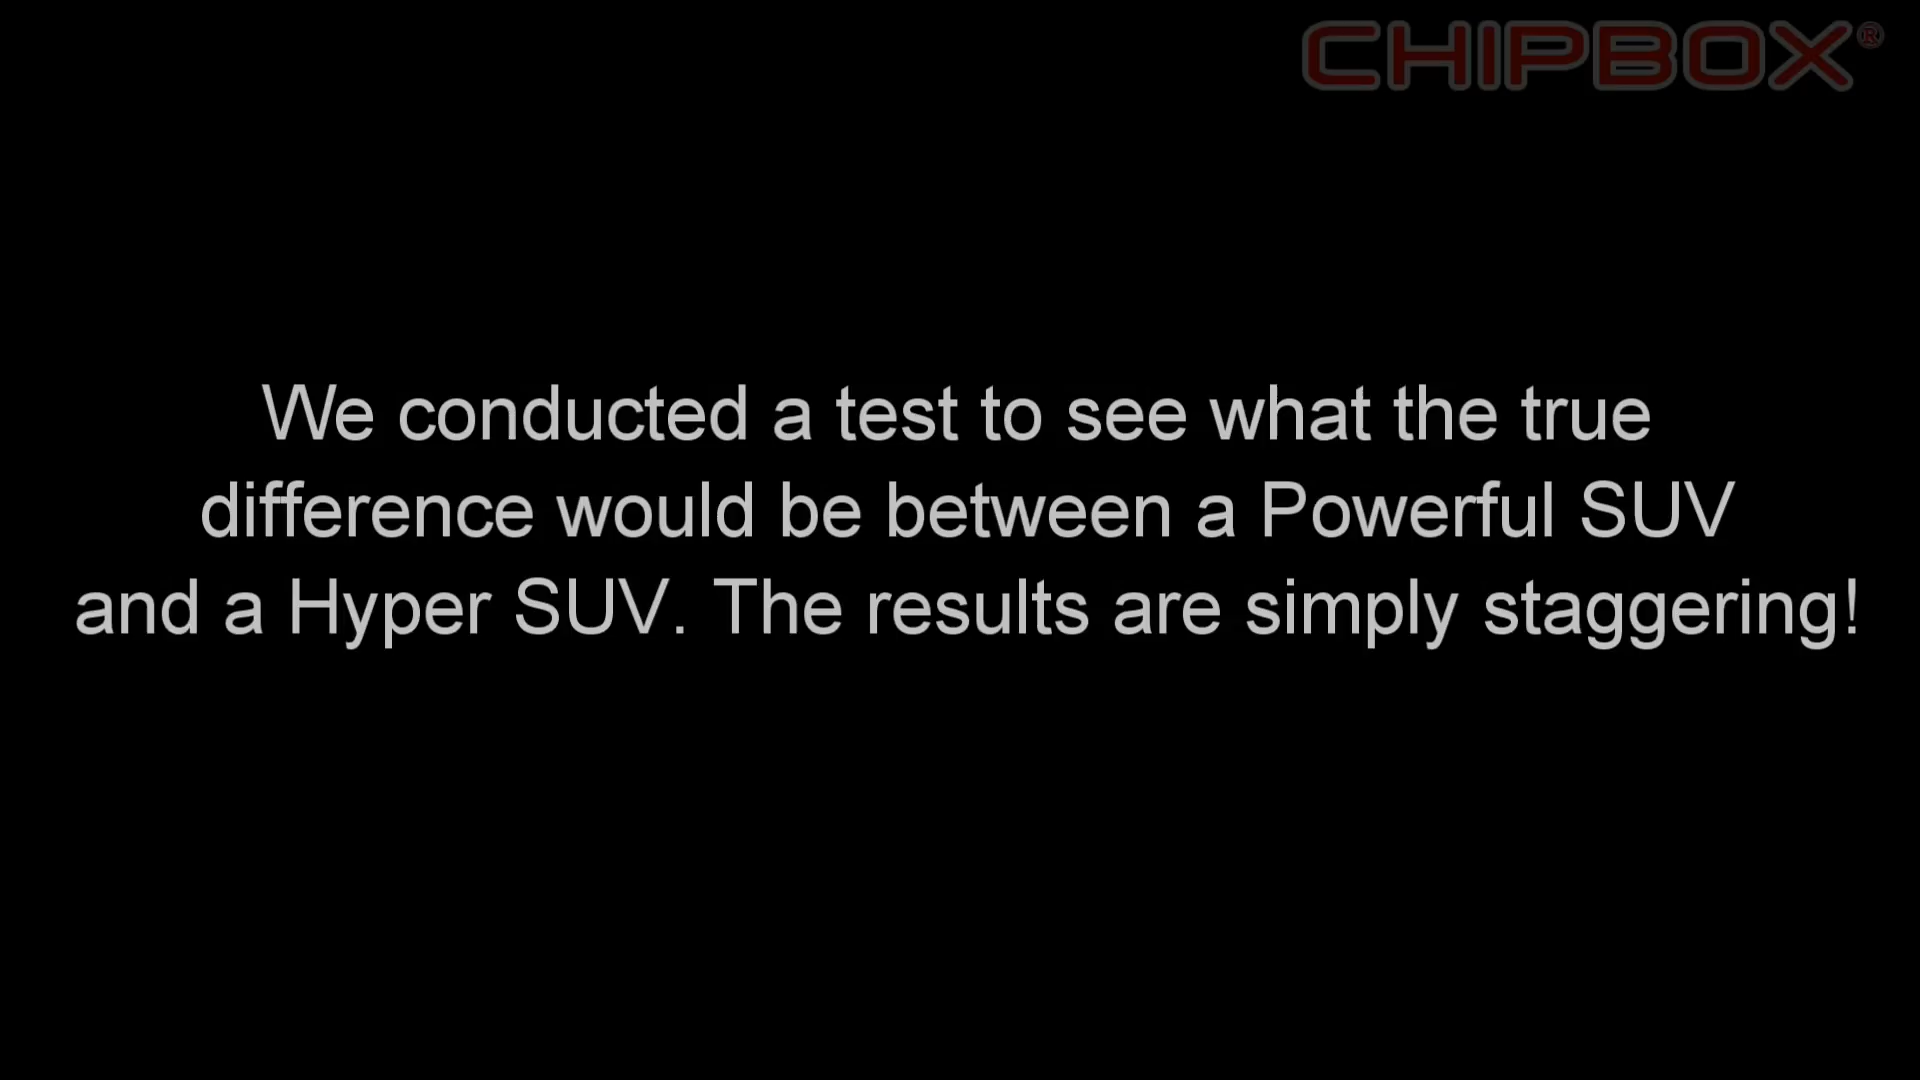 CHIPBOX®
We conducted a test to see what the true
difference would be between a Powerful SUV
and a Hyper SUV. The results are simply staggering!